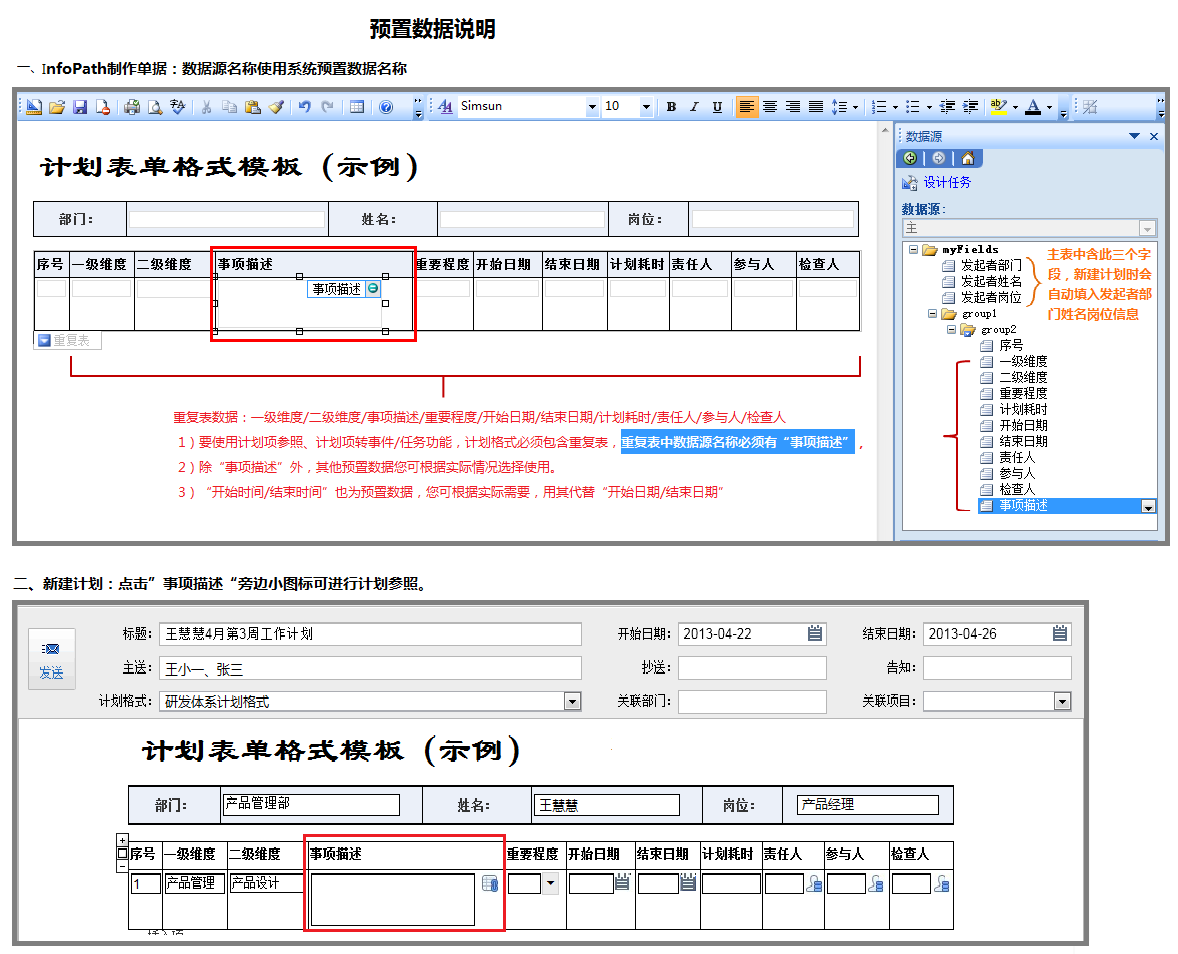 预置数据说明
一、InfoPath制作单据：数据源名称使用系统预置数据名称
Simsun 10 B I U
数据源
设计任务
数据源:
主
myFields
发起者部门
发起者姓名
发起者岗位
group1
group2
序号
一级维度
二级维度
重要程度
计划耗时
开始日期
结束日期
责任人
参与人
检查人
事项描述
主表中含此三个字
段，新建计划时会
自动填入发起者部
门姓名岗位信息
计划表单格式模板（示例）
部门： 姓名： 岗位：
序号 一级维度 二级维度 事项描述 重要程度 开始日期 结束日期 计划耗时 责任人 参与人 检查人
事项描述
重复表
重复表数据：一级维度/二级维度/事项描述/重要程度/开始日期/结束日期/计划耗时/责任人/参与人/检查人
1）要使用计划项参照、计划项转事件/任务功能，计划格式必须包含重复表，重复表中数据源名称必须有“事项描述”，
2）除“事项描述”外，其他预置数据您可根据实际情况选择使用。
3）“开始时间/结束时间”也为预置数据，您可根据实际需要，用其代替“开始日期/结束日期”
二、新建计划：点击”事项描述“旁边小图标可进行计划参照。
发送
标题: 王慧慧4月第3周工作计划 开始日期: 2013-04-22 结束日期: 2013-04-26
主送: 王小一、张三 抄送: 告知:
计划格式: 研发体系计划格式 关联部门: 关联项目:
计划表单格式模板（示例）
部门： 产品管理部 姓名： 王慧慧 岗位： 产品经理
序号 一级维度 二级维度 事项描述 重要程度 开始日期 结束日期 计划耗时 责任人 参与人 检查人
1 产品管理 产品设计
插入项